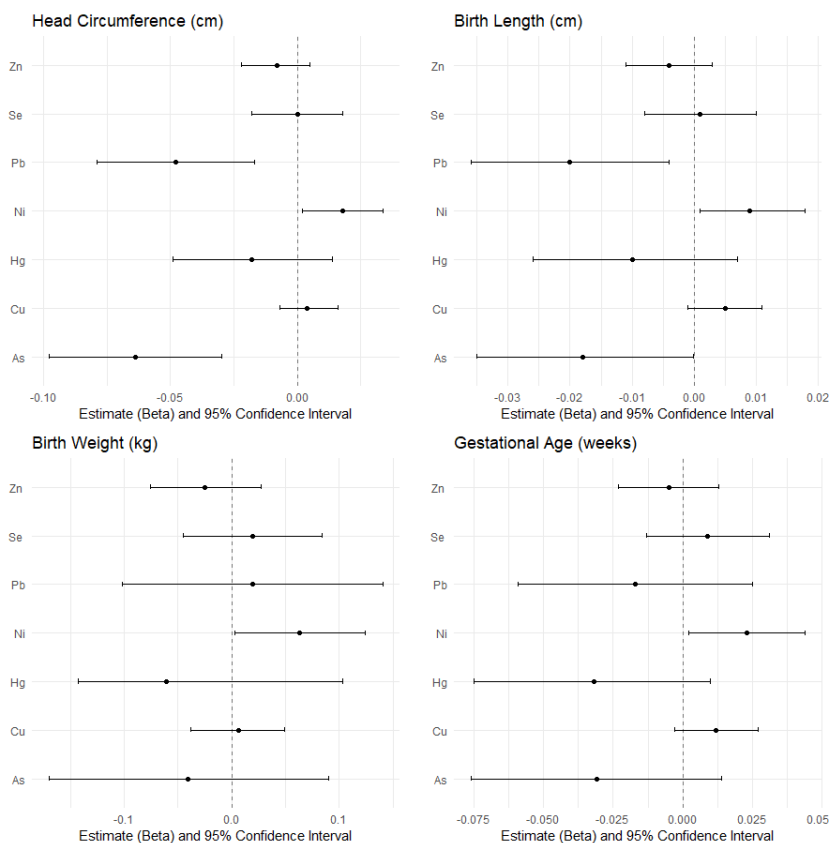 Head Circumference (cm)
Zn
Se
Pb
Ni
Hg
Cu
As
-0.10
-0.05
0.00
Estimate (Beta) and 95% Confidence Interval
Birth Length (cm)
Zn
Se
Pb
Ni
Hg
Cu
As
-0.03
-0.02
-0.01
0.00
0.01
0.02
Estimate (Beta) and 95% Confidence Interval
Birth Weight (kg)
Zn
Se
Pb
Ni
Hg
Cu
As
-0.1
0.0
0.1
Estimate (Beta) and 95% Confidence Interval
Gestational Age (weeks)
Zn
Se
Pb
Ni
Hg
Cu
As
-0.075
-0.050
-0.025
0.000
0.025
0.05
Estimate (Beta) and 95% Confidence Interval